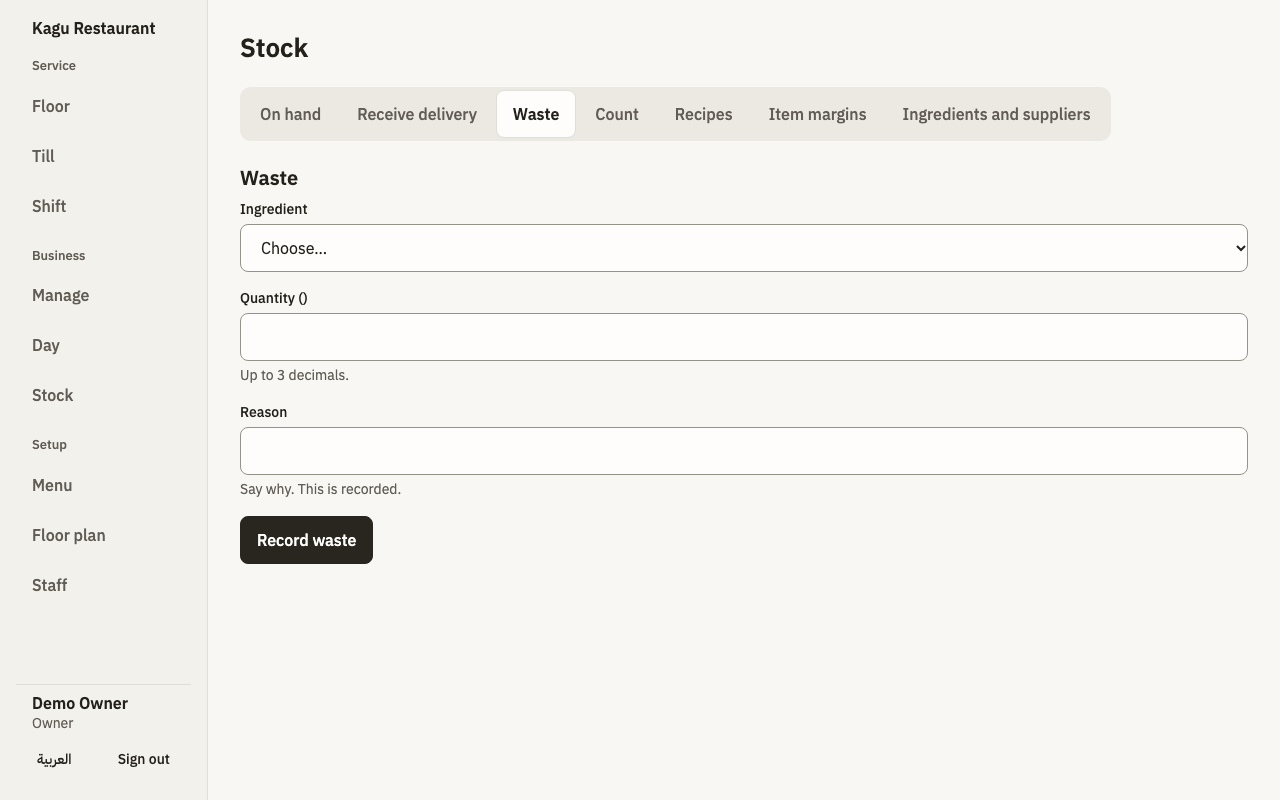 Kagu Restaurant
Service
Floor
Till
Shift
Business
Manage
Day
Stock
Setup
Menu
Floor plan
Staff
Demo Owner
Owner
العربية
Sign out
Stock
On hand
Receive delivery
Waste
Count
Recipes
Item margins
Ingredients and suppliers
Waste
Ingredient
Choose...
Quantity ()
Up to 3 decimals.
Reason
Say why. This is recorded.
Record waste